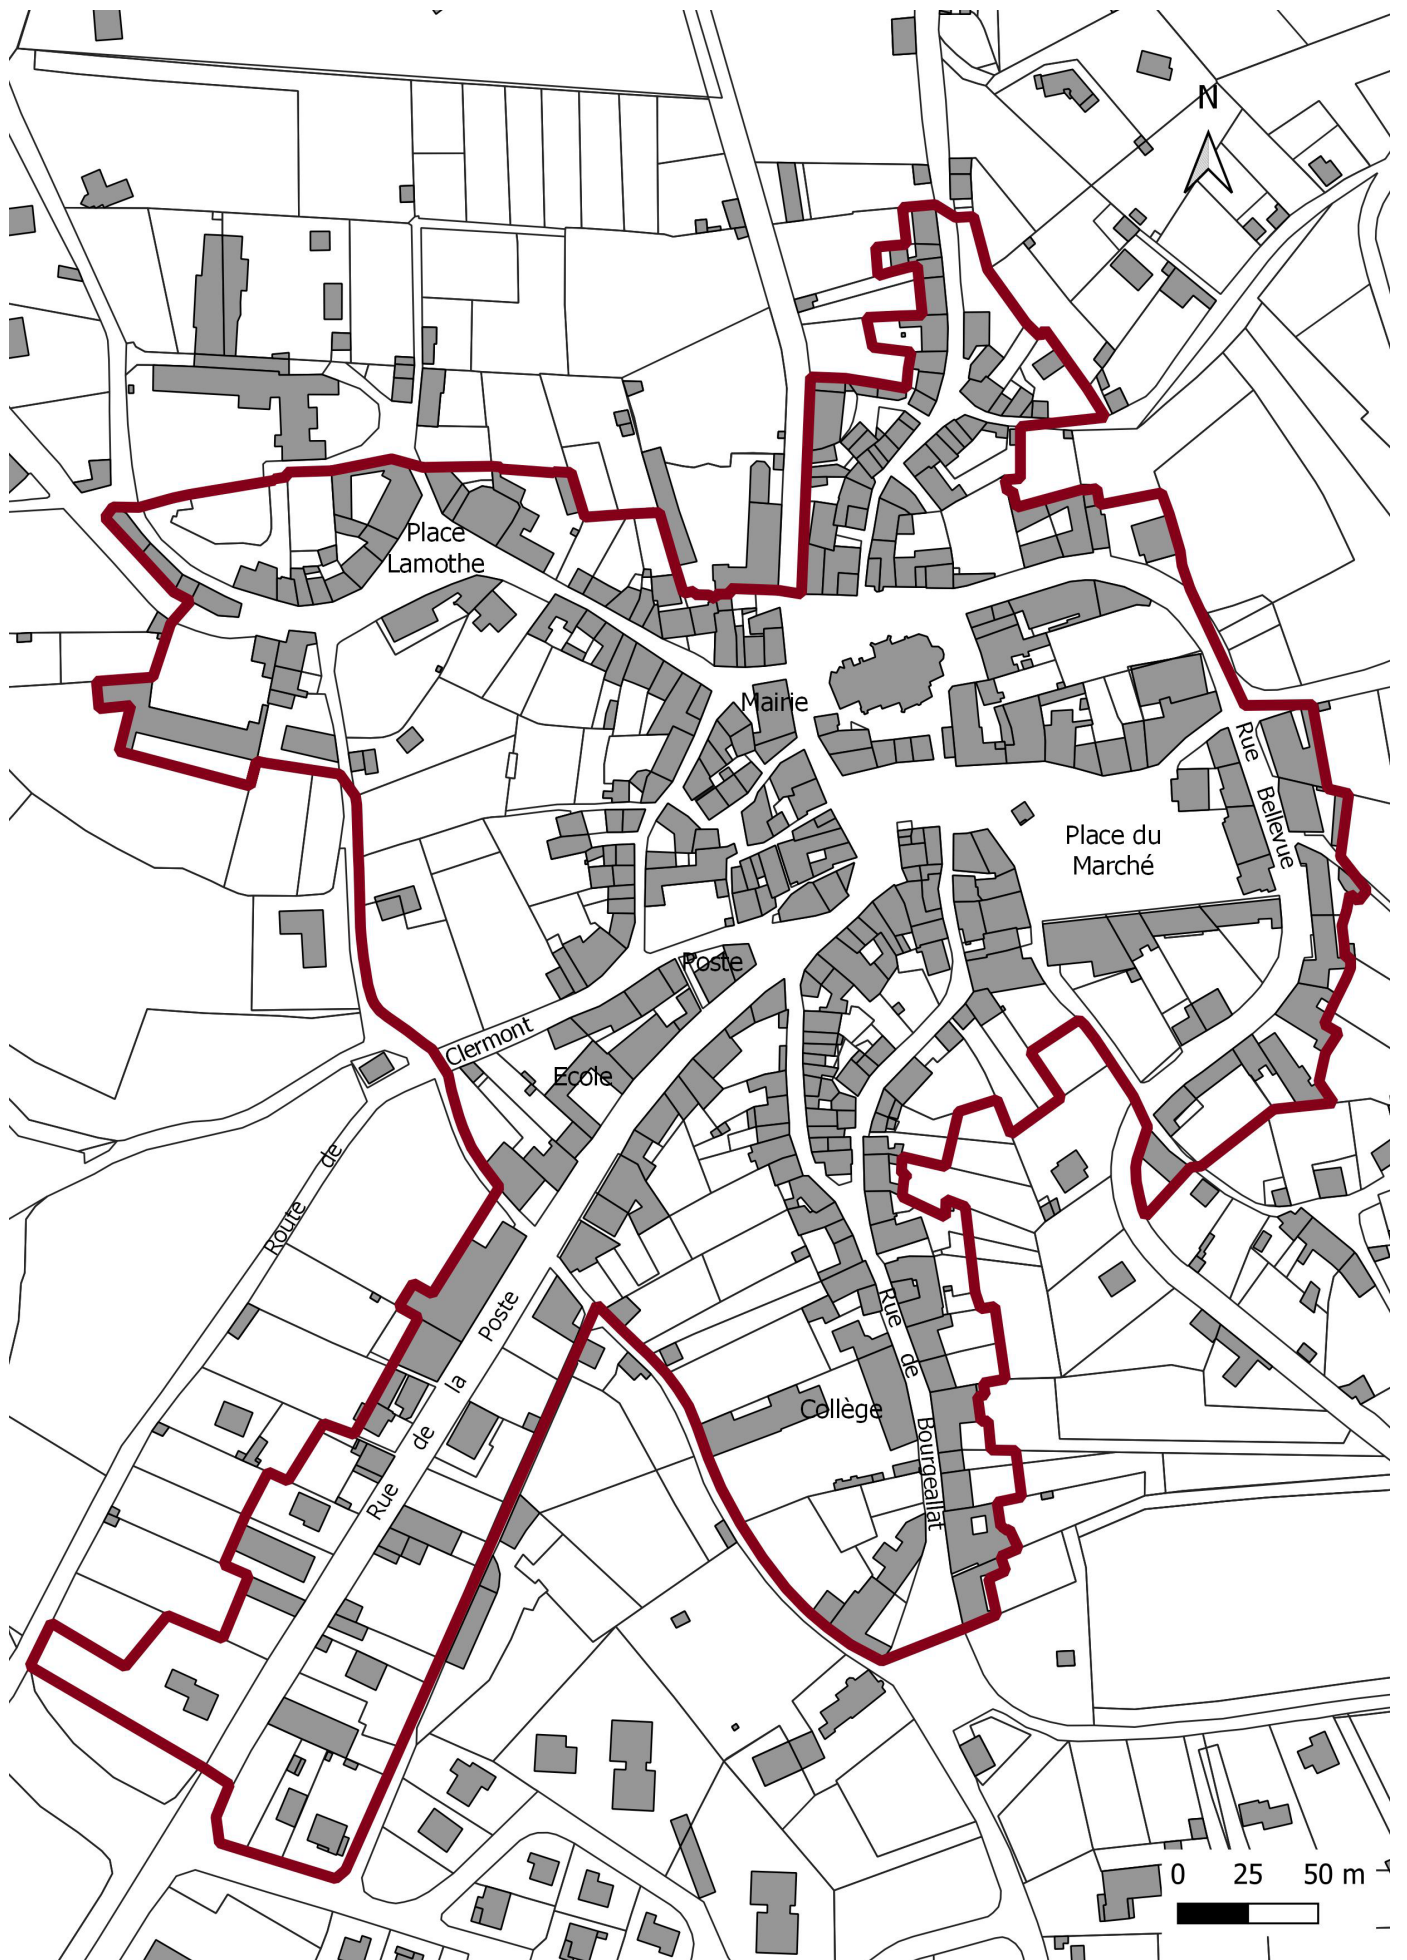 N
Place
Lamothe
Mairie
Rue Bellevue
Place du
Marché
Poste
Clermont
Ecole
Route de
Rue de la Poste
Rue de Bourgeallat
Collège
0 25 50 m